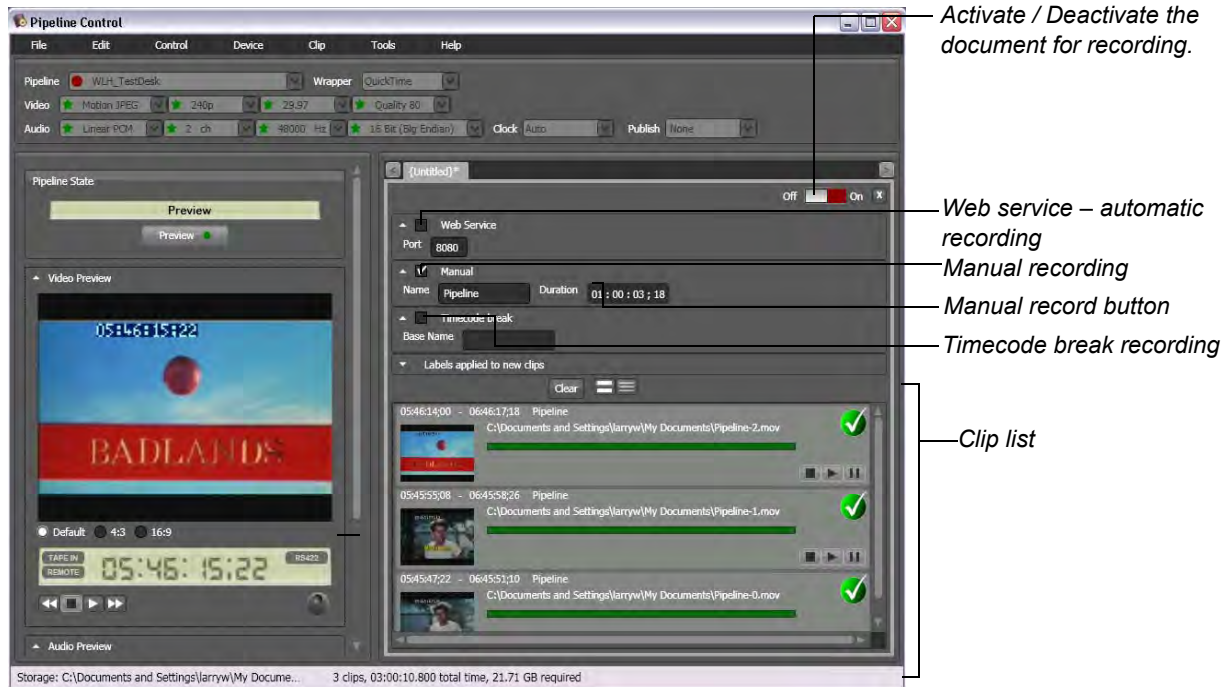 Pipeline Control
File Edit Control Device Clip Tools Help
Pipeline WLH_TestDesk Wrapper QuickTime
Video Motion JPEG 240p 29.97 Quality 80
Audio Linear PCM 2 ch 48000 Hz 16 Bit (Big Endian) Clock Auto Publish None
Pipeline State
Preview
Preview
Video Preview
05:46:15:22
BADLANDS
Default 4:3 16:9
TAPE IN
REMOTE
05:46:15;22
RS422
Audio Preview
{Untitled}*
Off On X
Web Service
Port 8080
Manual
Name Pipeline Duration 01 : 00 : 03 ; 18
Timecode break
Base Name
Labels applied to new clips
Clear
05:46:14;00 - 06:46:17;18 Pipeline
C:\Documents and Settings\larryw\My Documents\Pipeline-2.mov
05:45:55;08 - 06:45:58;26 Pipeline
C:\Documents and Settings\larryw\My Documents\Pipeline-1.mov
05:45:47;22 - 06:45:51;10 Pipeline
C:\Documents and Settings\larryw\My Documents\Pipeline-0.mov
Storage: C:\Documents and Settings\larryw\My Docume... 3 clips, 03:00:10.800 total time, 21.71 GB required
Activate / Deactivate the
document for recording.
Web service – automatic
recording
Manual recording
Manual record button
Timecode break recording
Clip list